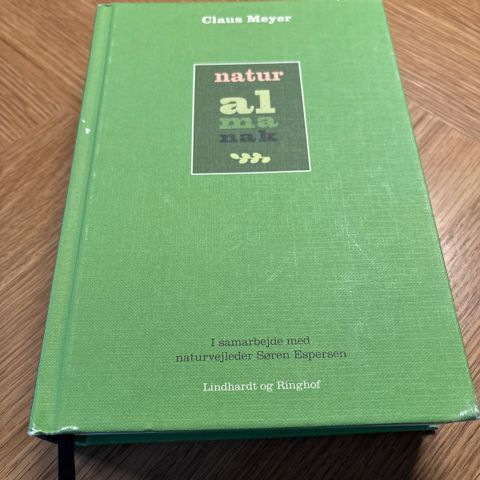 Claus Meyer
natur
al
ma
nak
I samarbejde med
naturvejleder Søren Espersen
Lindhardt og Ringhof